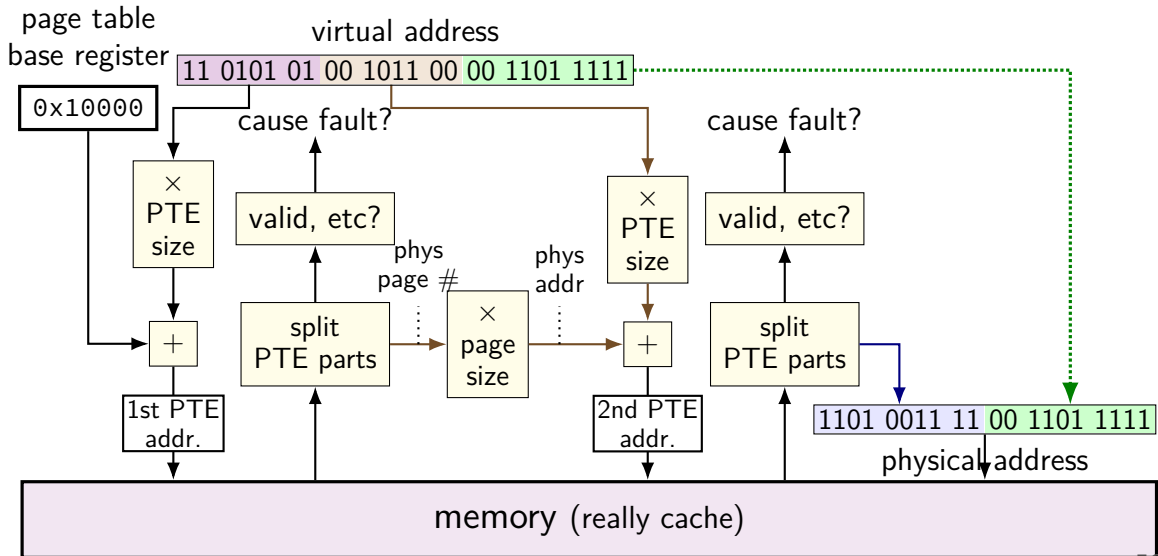 page table
base register
virtual address
11 0101 01 00 1011 00 00 1101 1111
0x10000
cause fault?
cause fault?
×
PTE
size
valid, etc?
×
PTE
size
valid, etc?
phys
page #
phys
addr
+
split
PTE parts
×
page
size
+
split
PTE parts
1st PTE
addr.
2nd PTE
addr.
1101 0011 11 00 1101 1111
physical address
memory (really cache)